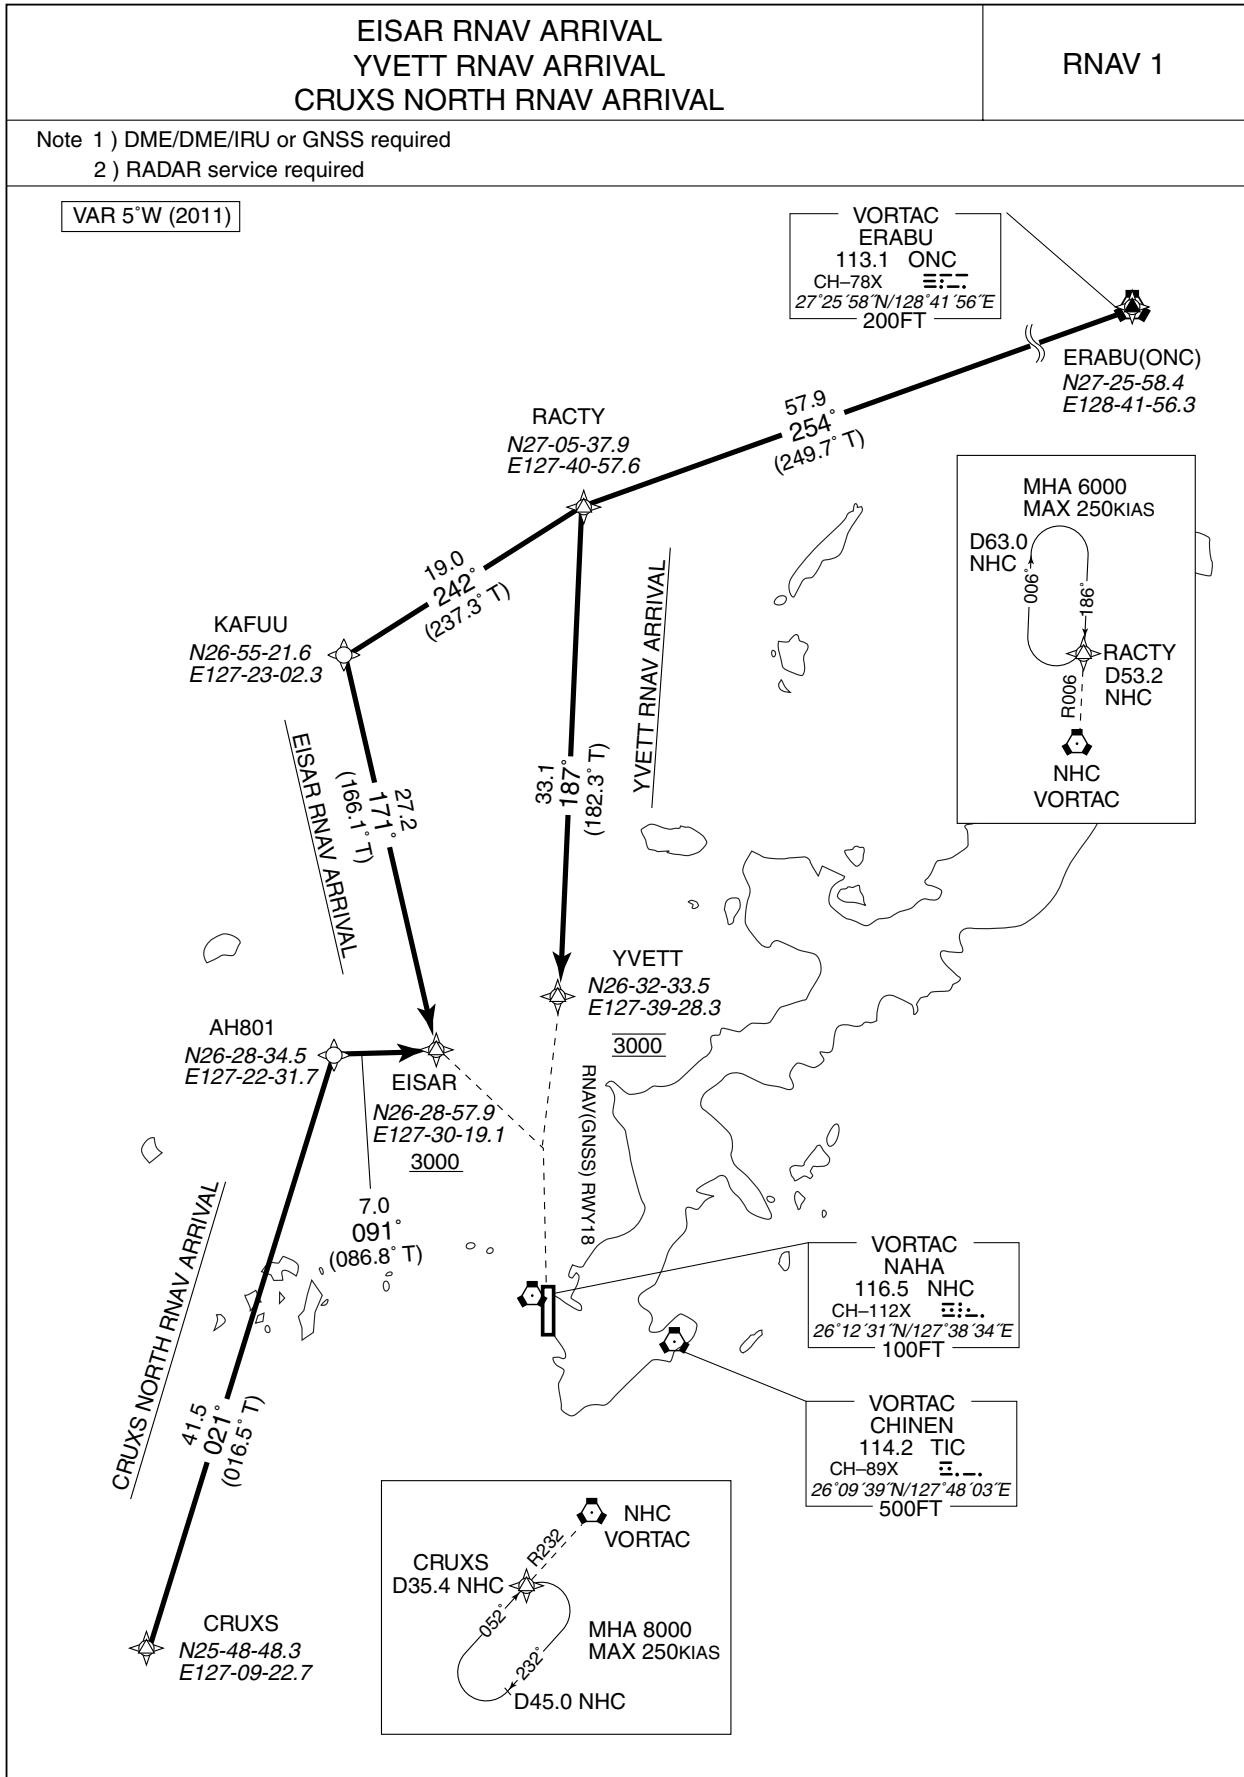 EISAR RNAV ARRIVAL
YVETT RNAV ARRIVAL
CRUXS NORTH RNAV ARRIVAL
RNAV 1
Note 1 ) DME/DME/IRU or GNSS required
2 ) RADAR service required
VAR 5°W (2011)
VORTAC
ERABU
113.1 ONC
CH–78X
27°25´58˝N/128°41´56˝E
200FT
ERABU(ONC)
N27-25-58.4
E128-41-56.3
57.9
254°
(249.7° T)
RACTY
N27-05-37.9
E127-40-57.6
19.0
242°
(237.3° T)
KAFUU
N26-55-21.6
E127-23-02.3
MHA 6000
MAX 250KIAS
D63.0
NHC
006°
186°
RACTY
D53.2
NHC
R006
NHC
VORTAC
YVETT RNAV ARRIVAL
33.1
187°
(182.3° T)
EISAR RNAV ARRIVAL
27.2
171°
(166.1° T)
YVETT
N26-32-33.5
E127-39-28.3
3000
AH801
N26-28-34.5
E127-22-31.7
EISAR
N26-28-57.9
E127-30-19.1
3000
RNAV(GNSS) RWY18
7.0
091°
(086.8° T)
CRUXS NORTH RNAV ARRIVAL
41.5
021°
(016.5° T)
VORTAC
NAHA
116.5 NHC
CH–112X
26°12´31˝N/127°38´34˝E
100FT
VORTAC
CHINEN
114.2 TIC
CH–89X
26°09´39˝N/127°48´03˝E
500FT
NHC
VORTAC
R232
CRUXS
D35.4 NHC
052°
232°
MHA 8000
MAX 250KIAS
D45.0 NHC
CRUXS
N25-48-48.3
E127-09-22.7